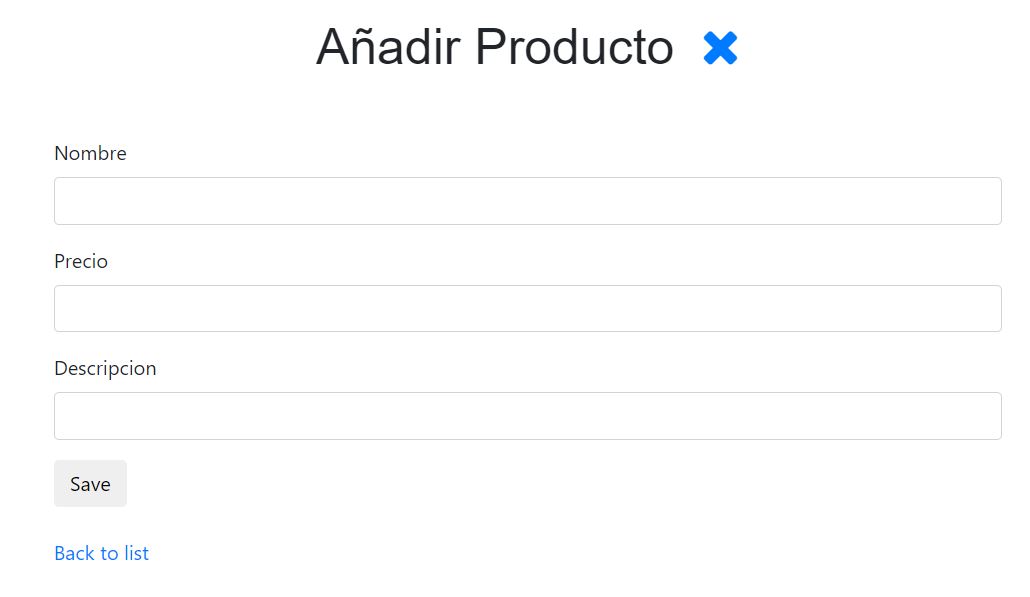 Añadir Producto
Nombre
Precio
Descripcion
Save
Back to list